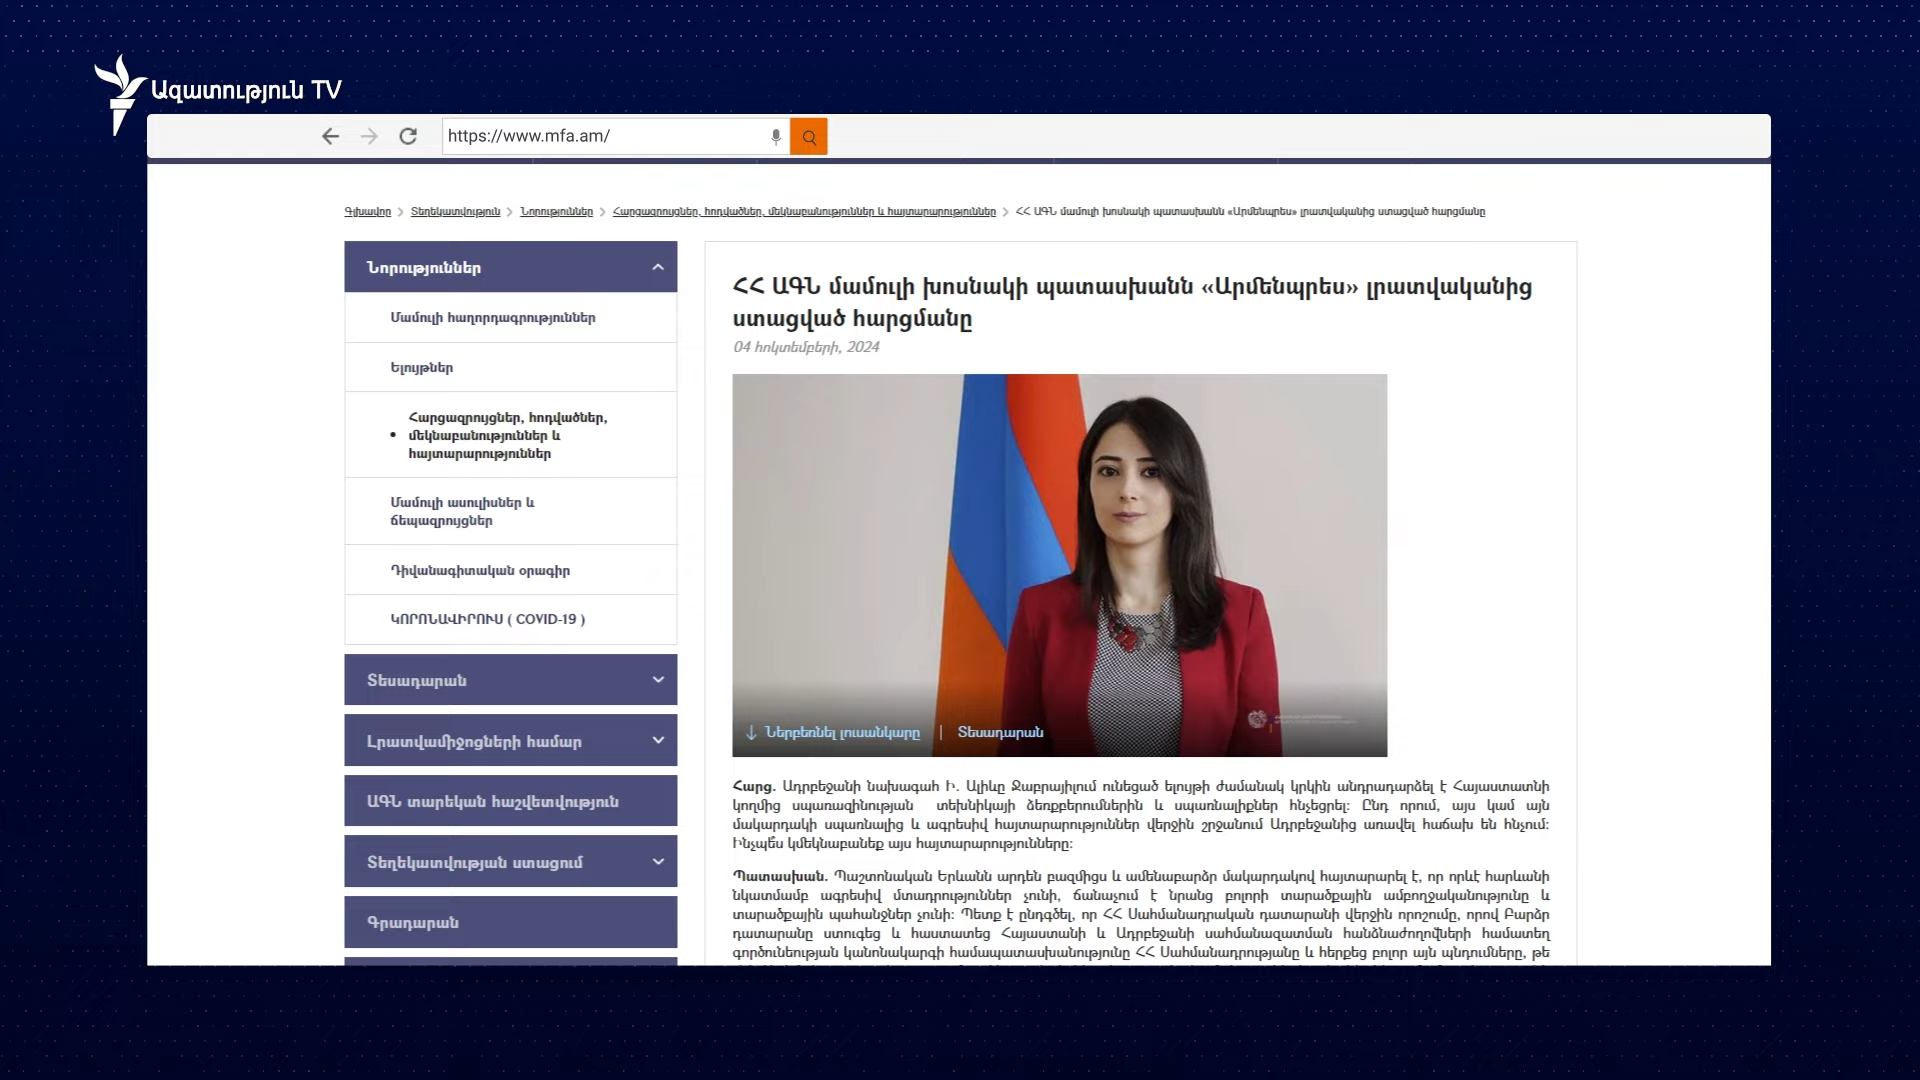 Ազատություն TV
https://www.mfa.am/
Գլխավոր > Տեղեկատվություն > Նորություններ > Հարցազրույցներ, հոդվածներ, մեկնաբանություններ և հայտարարություններ > ՀՀ ԱԳՆ մամուլի խոսնակի պատասխանն «Արմենպրես» լրատվականից ստացված հարցմանը
Նորություններ
Մամուլի հաղորդագրություններ
Ելույթներ
Հարցազրույցներ, հոդվածներ,
մեկնաբանություններ և
հայտարարություններ
Մամուլի ասուլիսներ և
ճեպազրույցներ
Դիվանագիտական օրագիր
ԿՈՐՈՆԱՎԻՐՈՒՍ ( COVID-19 )
Տեսադարան
Լրատվամիջոցների համար
ԱԳՆ տարեկան հաշվետվություն
Տեղեկատվության ստացում
Գրադարան
ՀՀ ԱԳՆ մամուլի խոսնակի պատասխանն «Արմենպրես» լրատվականից
ստացված հարցմանը
04 հոկտեմբերի, 2024
Ներբեռնել լուսանկարը | Տեսադարան
Հարց. Ադրբեջանի նախագահ Ի. Ալիևը Ջաբրայիլում ունեցած ելույթի ժամանակ կրկին անդրադարձել է Հայաստատնի
կողմից սպառազինության տեխնիկայի ձեռքբերումներին և սպառնալիքներ հնչեցրել: Ընդ որում, այս կամ այն
մակարդակի սպառնալից և ագրեսիվ հայտարարություններ վերջին շրջանում Ադրբեջանից առավել հաճախ են հնչում:
Ինչպե՞ս կմեկնաբանեք այս հայտարարությունները:
Պատասխան. Պաշտոնական Երևանն արդեն բազմիցս և ամենաբարձր մակարդակով հայտարարել է, որ որևէ հարևանի
նկատմամբ ագրեսիվ մտադրություններ չունի, ճանաչում է նրանց բոլորի տարածքային ամբողջականությունը և
տարածքային պահանջներ չունի: Պետք է ընդգծել, որ ՀՀ Սահմանադրական դատարանի վերջին որոշումը, որով Բարձր
դատարանը ստուգեց և հաստատեց Հայաստանի և Ադրբեջանի սահմանազատման հանձնաժողովների համատեղ
գործունեության կանոնակարգի համապատասխանությունը ՀՀ Սահմանադրությանը և հերքեց բոլոր այն պնդումները, թե